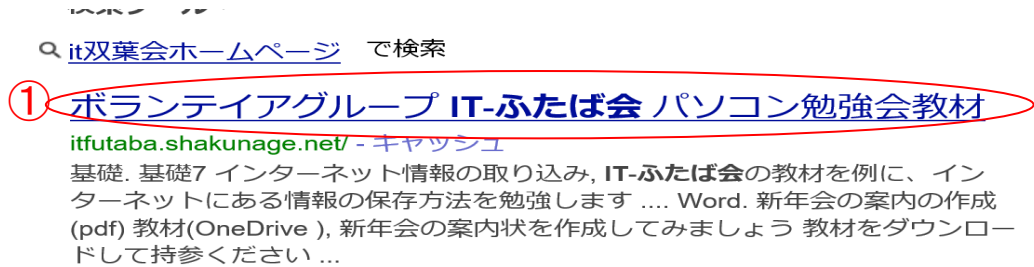 it双葉会ホームページ で検索
① ボランテイアグループ IT-ふたば会 パソコン勉強会教材
itfutaba.shakunage.net/ - キャッシュ
基礎. 基礎7 インターネット情報の取り込み, IT-ふたば会の教材を例に、イン
ターネットにある情報の保存方法を勉強します .... Word. 新年会の案内の作成
(pdf) 教材(OneDrive ), 新年会の案内状を作成してみましょう 教材をダウンロー
ドして持参ください ...